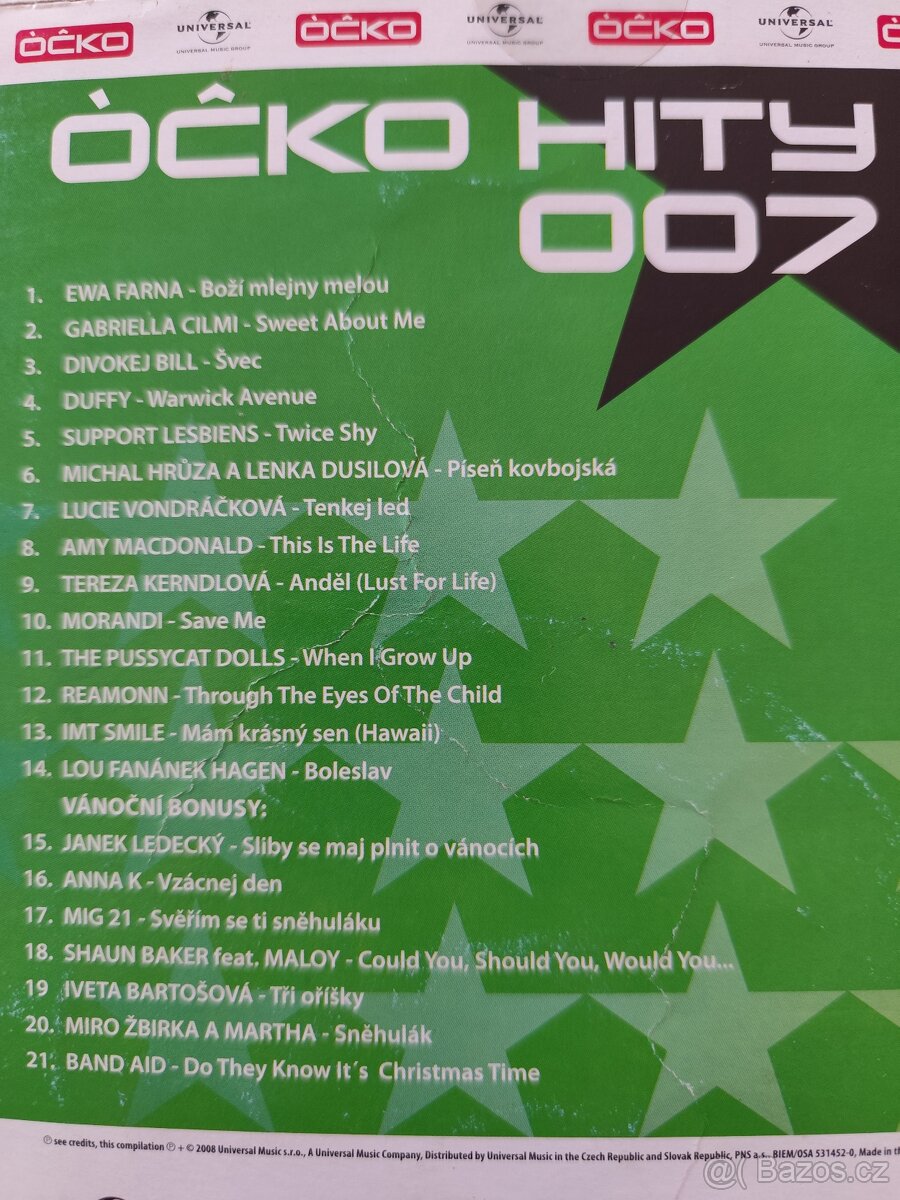 ÒĈKO UNIVERSAL UNIVERSAL MUSIC GROUP ÒĈKO UNIVERSAL UNIVERSAL MUSIC GROUP ÒĈKO UNIVERSAL UNIVERSAL MUSIC GROUP
ÒĈKO HITY
007
1. EWA FARNA - Boží mlejny melou
2. GABRIELLA CILMI - Sweet About Me
3. DIVOKEJ BILL - Švec
4. DUFFY - Warwick Avenue
5. SUPPORT LESBIENS - Twice Shy
6. MICHAL HRŮZA A LENKA DUSILOVÁ - Píseň kovbojská
7. LUCIE VONDRÁČKOVÁ - Tenkej led
8. AMY MACDONALD - This Is The Life
9. TEREZA KERNDLOVÁ - Anděl (Lust For Life)
10. MORANDI - Save Me
11. THE PUSSYCAT DOLLS - When I Grow Up
12. REAMONN - Through The Eyes Of The Child
13. IMT SMILE - Mám krásný sen (Hawaii)
14. LOU FANÁNEK HAGEN - Boleslav
VÁNOČNÍ BONUSY:
15. JANEK LEDECKÝ - Sliby se maj plnit o vánocích
16. ANNA K - Vzácnej den
17. MIG 21 - Svěřím se ti sněhuláku
18. SHAUN BAKER feat. MALOY - Could You, Should You, Would You...
19 IVETA BARTOŠOVÁ - Tři oříšky
20. MIRO ŽBIRKA A MARTHA - Sněhulák
21. BAND AID - Do They Know It´s Christmas Time
℗ see credits, this compilation ℗ + © 2008 Universal Music s.r.o., A Universal Music Company, Distributed by Universal Music in the Czech Republic and Slovak Republic, PNS a.s.. BIEM/OSA 531452-0, Made in
@ Bazos.cz